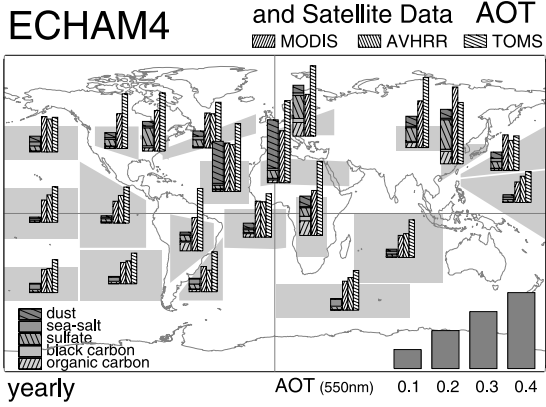 ECHAM4 and Satellite Data AOT
MODIS AVHRR TOMS
dust
sea-salt
sulfate
black carbon
organic carbon
yearly AOT (550nm) 0.1 0.2 0.3 0.4